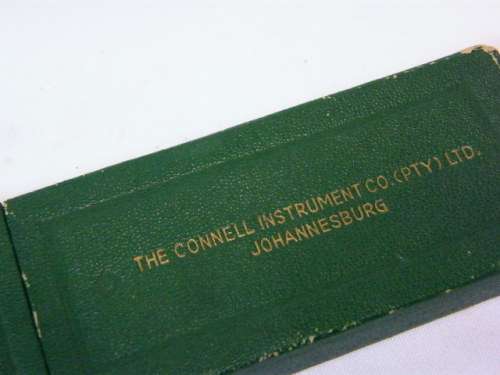 THE CONNELL INSTRUMENT CO. (PTY) LTD.
JOHANNESBURG